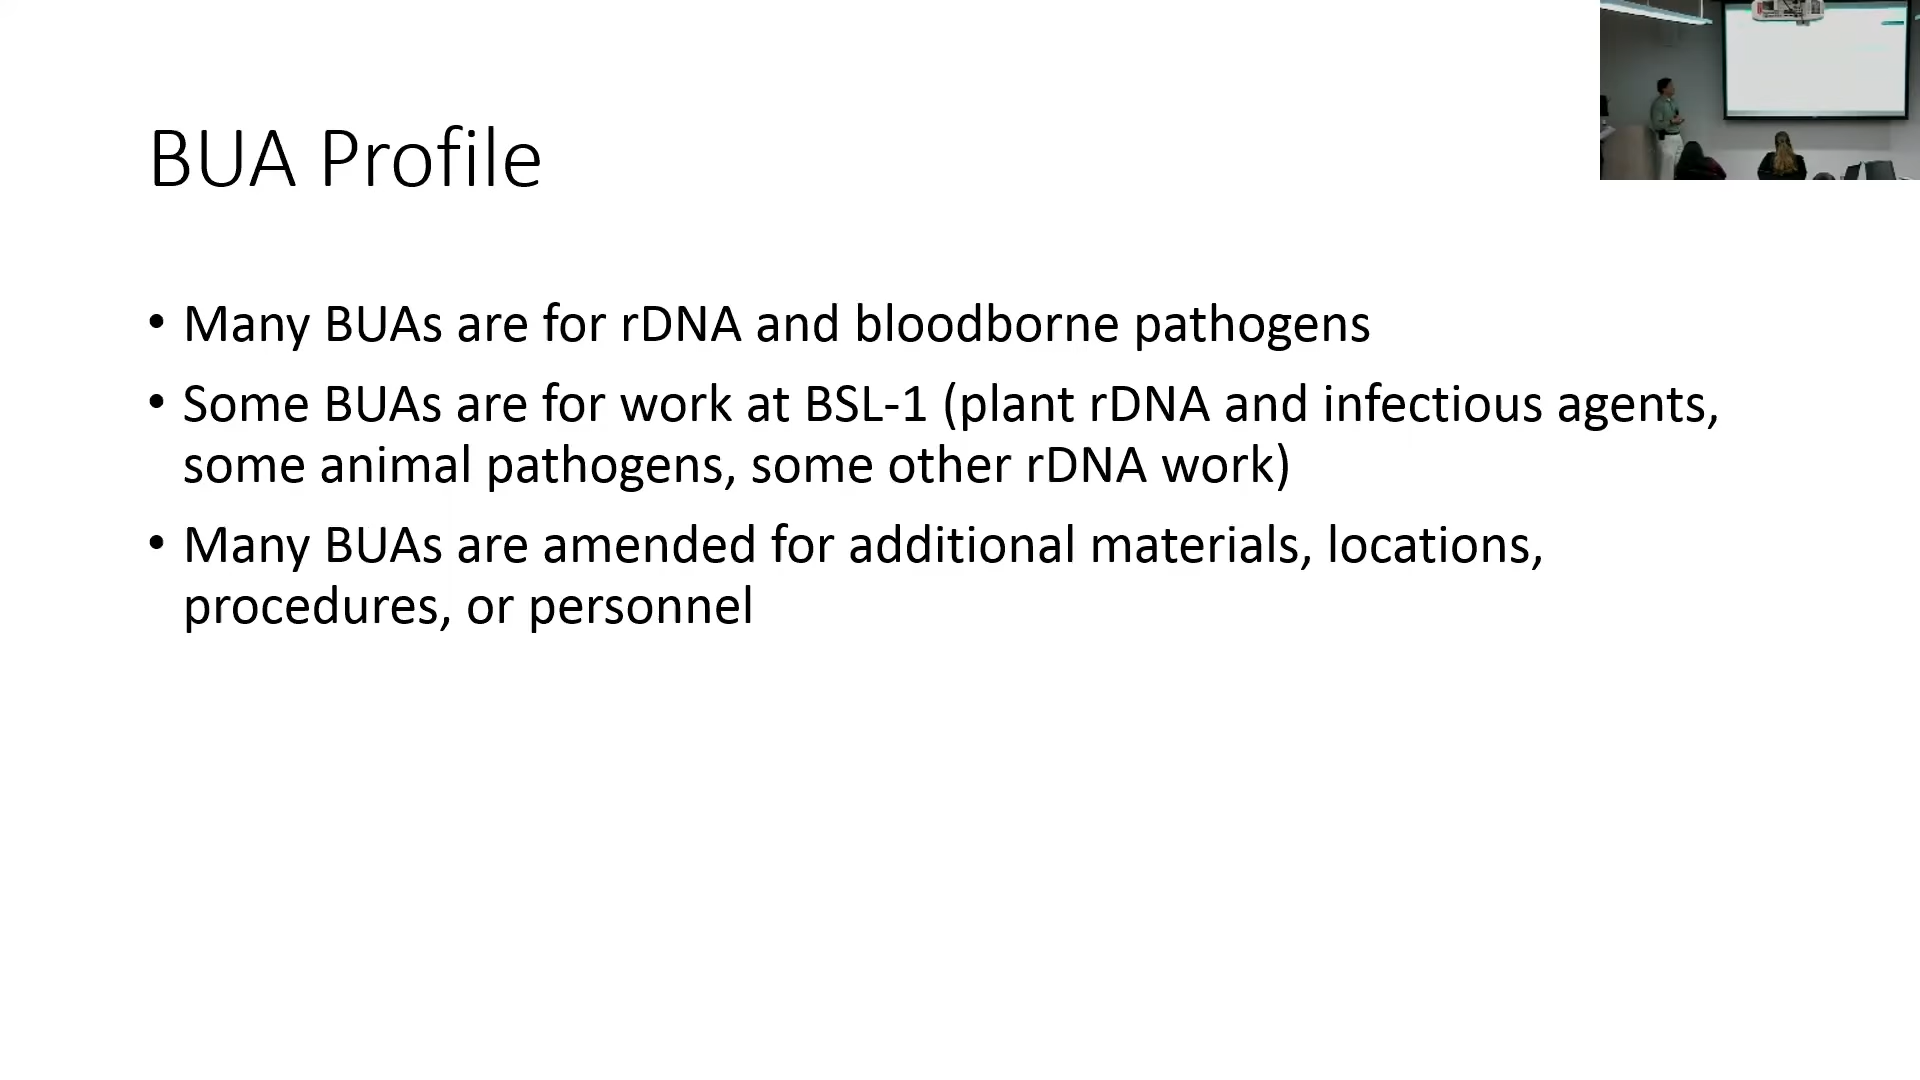 BUA Profile
• Many BUAs are for rDNA and bloodborne pathogens
• Some BUAs are for work at BSL-1 (plant rDNA and infectious agents,
some animal pathogens, some other rDNA work)
• Many BUAs are amended for additional materials, locations,
procedures, or personnel